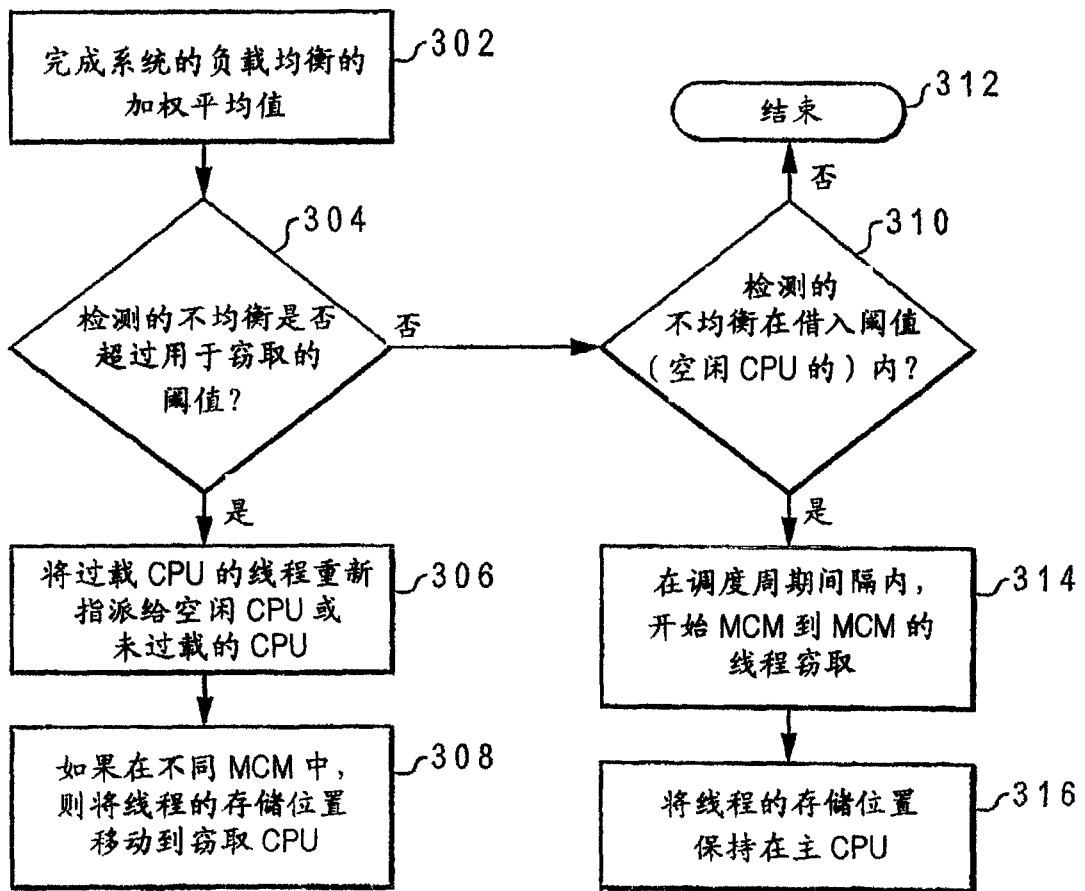 完成系统的负载均衡的
加权平均值
302
检测的不均衡是否
超过用于窃取的
阈值？
304
否
是
将过载 CPU 的线程重新
指派给空闲 CPU 或
未过载的 CPU
306
如果在不同 MCM 中，
则将线程的存储位置
移动到窃取 CPU
308
结束
312
否
检测的
不均衡在借入阈值
（空闲 CPU 的）内？
310
是
在调度周期间隔内，
开始 MCM 到 MCM 的
线程窃取
314
将线程的存储位置
保持在主 CPU
316